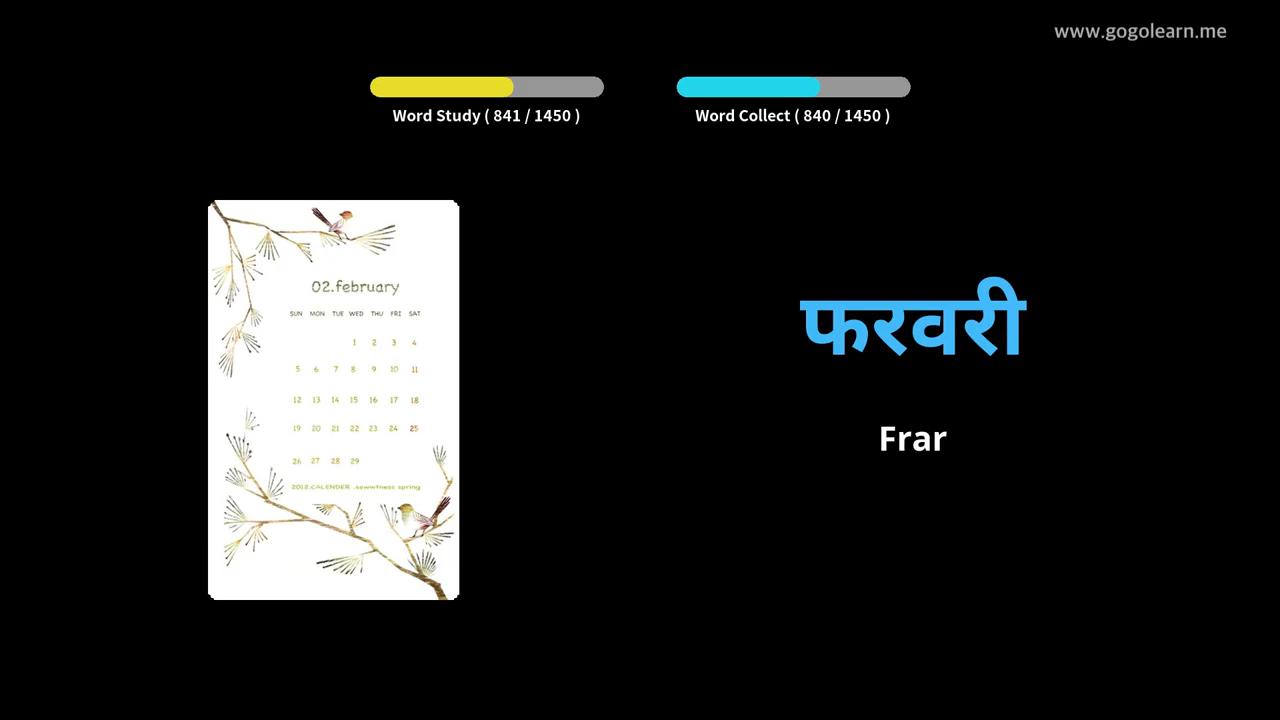 www.gogolearn.me
Word Study ( 841 / 1450 )
Word Collect ( 840 / 1450 )
02.february
SUN MON TUE WED THU FRI SAT
1 2 3 4
5 6 7 8 9 10 11
12 13 14 15 16 17 18
19 20 21 22 23 24 25
26 27 28 29
2012.CALENDER .sewwtness spring
फरवरी
Frar